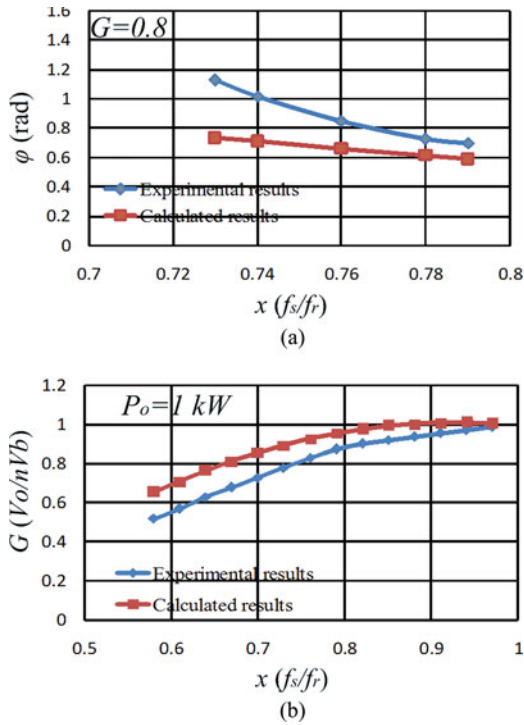 1.6
G=0.8
1.4
1.2
1
0.8
0.6
0.4
0.2
0
φ (rad)
Experimental results
Calculated results
0.7 0.72 0.74 0.76 0.78 0.8
x (fs/fr)
(a)
1.2
Po=1 kW
1
0.8
0.6
0.4
0.2
0
G (Vo/nVb)
Experimental results
Calculated results
0.5 0.6 0.7 0.8 0.9 1
x (fs/fr)
(b)